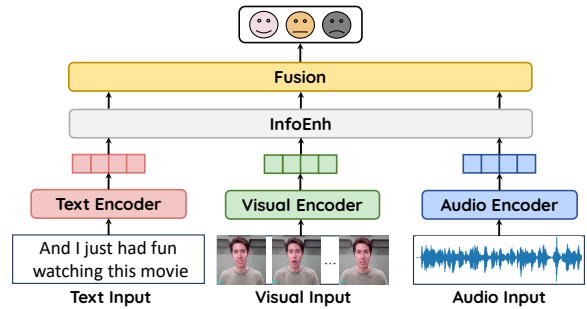 Fusion
InfoEnh
Text Encoder
Visual Encoder
Audio Encoder
And I just had fun
watching this movie
...
Text Input
Visual Input
Audio Input